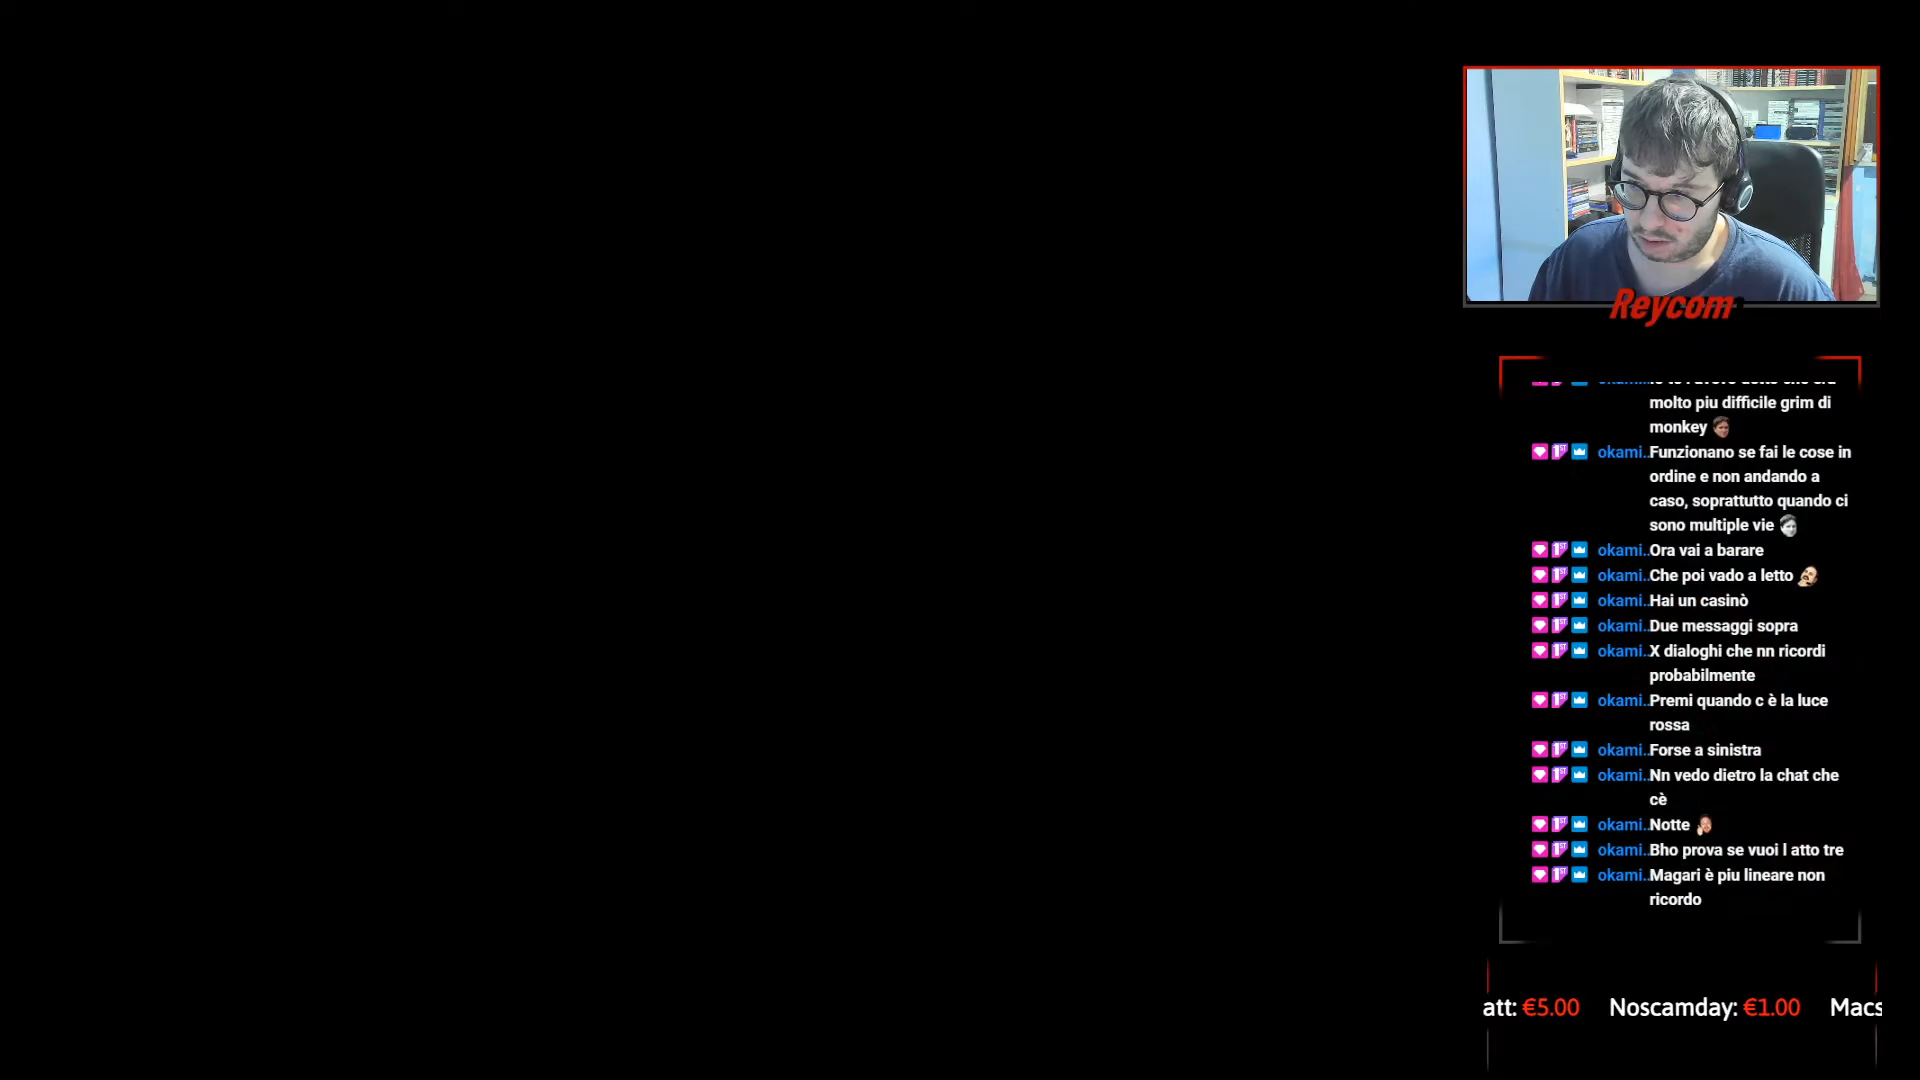 Reycom
molto piu difficile grim di
monkey
okami..Funzionano se fai le cose in
ordine e non andando a
caso, soprattutto quando ci
sono multiple vie
okami..Ora vai a barare
okami..Che poi vado a letto
okami..Hai un casinò
okami..Due messaggi sopra
okami..X dialoghi che nn ricordi
probabilmente
okami..Premi quando c è la luce
rossa
okami..Forse a sinistra
okami..Nn vedo dietro la chat che
cè
okami..Notte
okami..Bho prova se vuoi l atto tre
okami..Magari è piu lineare non
ricordo
att: €5.00 Noscamday: €1.00 Macs